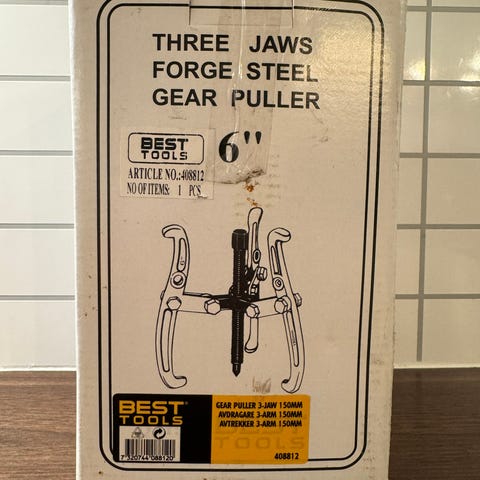 THREE JAWS
FORGE STEEL
GEAR PULLER
BEST
TOOLS
6"
ARTICLE NO.:408812
NO OF ITEMS: 1 PCS
BEST
TOOLS
GEAR PULLER 3-JAW 150MM
AVDRAGARE 3-ARM 150MM
AVTREKKER 3-ARM 150MM
BEST
TOOLS
408812
7 320744 088120